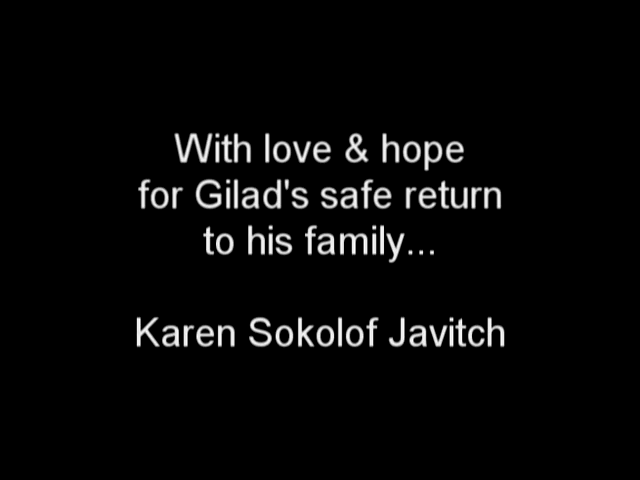 With love & hope
for Gilad's safe return
to his family...
Karen Sokolof Javitch